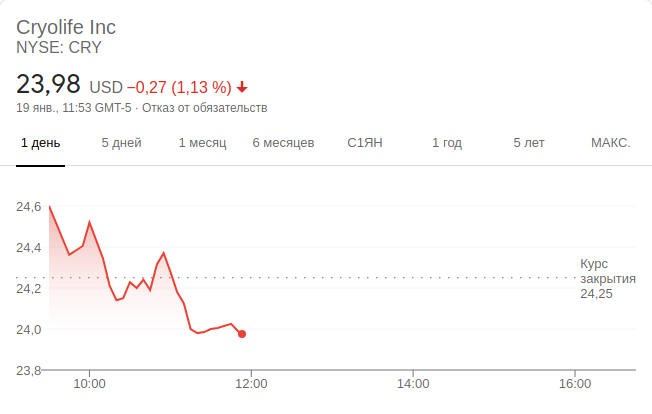 Cryolife Inc
NYSE: CRY
23,98 USD −0,27 (1,13 %)
19 янв., 11:53 GMT-5 · Отказ от обязательств
1 день 5 дней 1 месяц 6 месяцев С1ЯН 1 год 5 лет МАКС.
24,6
24,4
Курс
закрытия
24,25
24,2
24,0
23,8
10:00 12:00 14:00 16:00